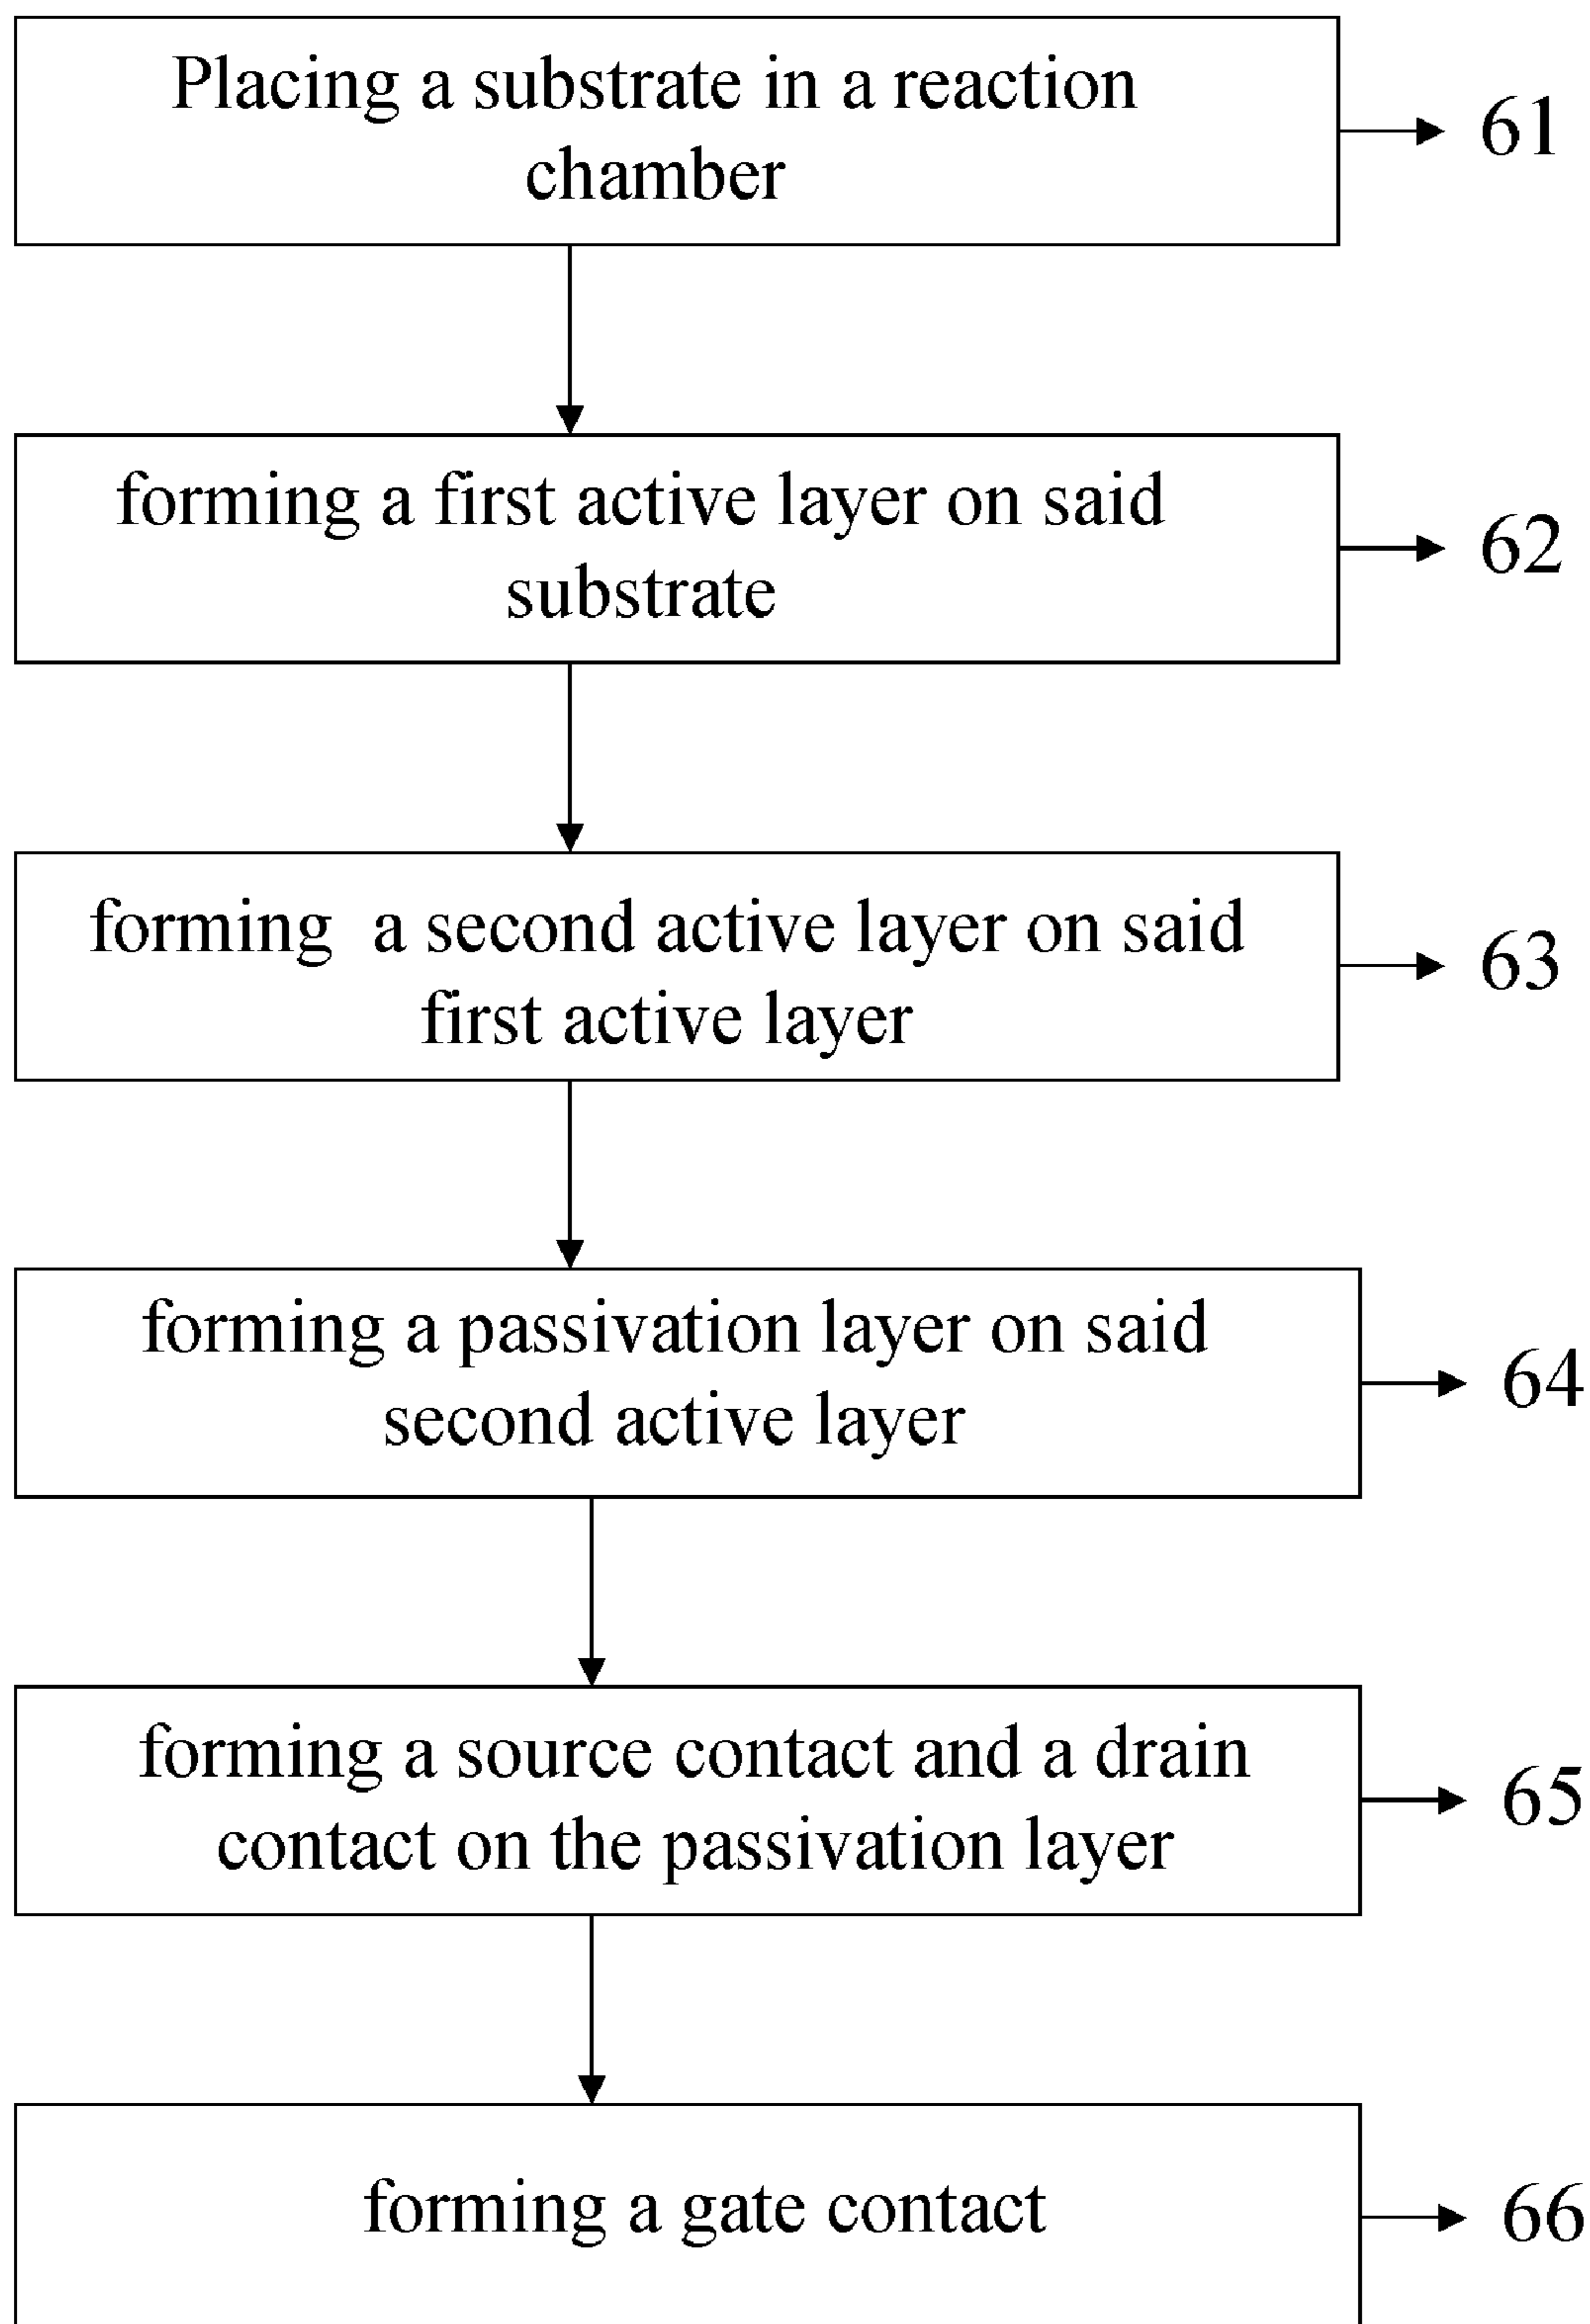 Placing a substrate in a reaction
chamber
61
forming a first active layer on said
substrate
62
forming a second active layer on said
first active layer
63
forming a passivation layer on said
second active layer
64
forming a source contact and a drain
contact on the passivation layer
65
forming a gate contact
66